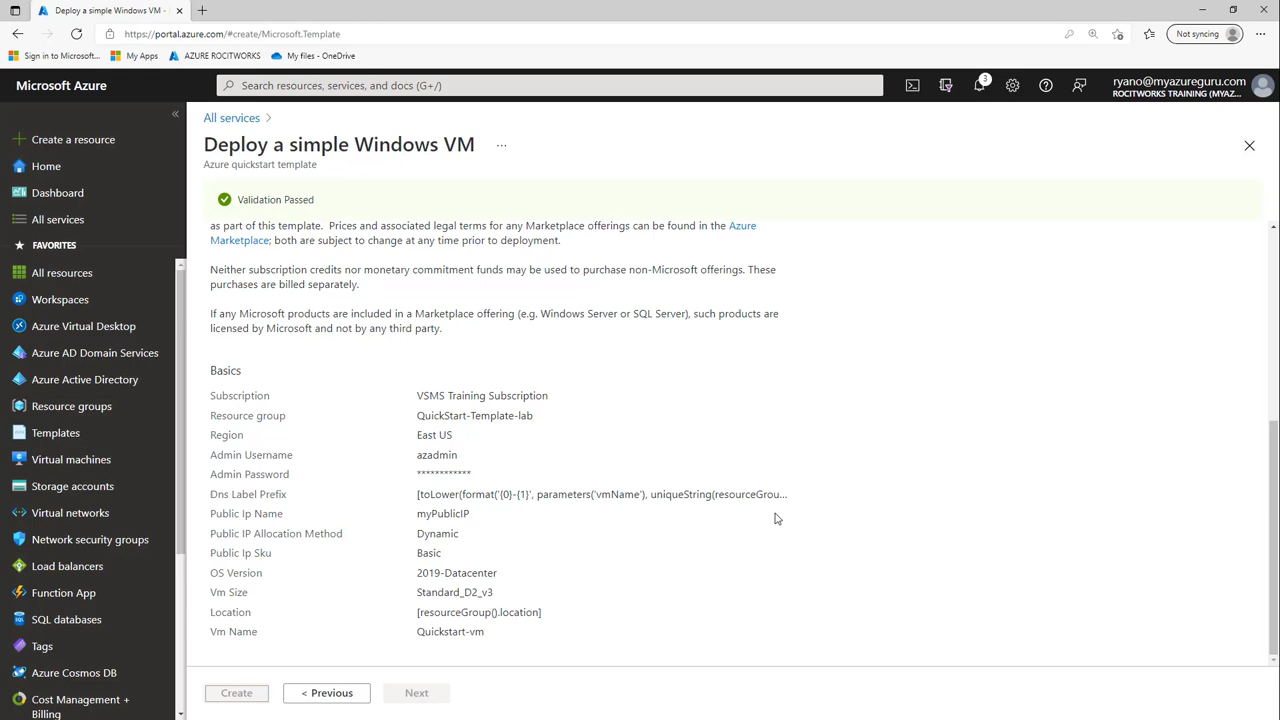 Deploy a simple Windows VM -
https://portal.azure.com/#create/Microsoft.Template
Not syncing
Sign in to Microsoft...
My Apps
AZURE ROCITWORKS
My files - OneDrive
Microsoft Azure
Search resources, services, and docs (G+/)
3
ryano@myazureguru.com
ROCITWORKS TRAINING (MYAZ...
Create a resource
Home
Dashboard
All services
FAVORITES
All resources
Workspaces
Azure Virtual Desktop
Azure AD Domain Services
Azure Active Directory
Resource groups
Templates
Virtual machines
Storage accounts
Virtual networks
Network security groups
Load balancers
Function App
SQL databases
Tags
Azure Cosmos DB
Cost Management +
Billing
All services >
Deploy a simple Windows VM ...
Azure quickstart template
Validation Passed
as part of this template. Prices and associated legal terms for any Marketplace offerings can be found in the Azure
Marketplace; both are subject to change at any time prior to deployment.
Neither subscription credits nor monetary commitment funds may be used to purchase non-Microsoft offerings. These
purchases are billed separately.
If any Microsoft products are included in a Marketplace offering (e.g. Windows Server or SQL Server), such products are
licensed by Microsoft and not by any third party.
Basics
Subscription VSMS Training Subscription
Resource group QuickStart-Template-lab
Region East US
Admin Username azadmin
Admin Password ************
Dns Label Prefix [toLower(format('{0}-{1}', parameters('vmName'), uniqueString(resourceGrou...
Public Ip Name myPublicIP
Public IP Allocation Method Dynamic
Public Ip Sku Basic
OS Version 2019-Datacenter
Vm Size Standard_D2_v3
Location [resourceGroup().location]
Vm Name Quickstart-vm
Create
< Previous
Next